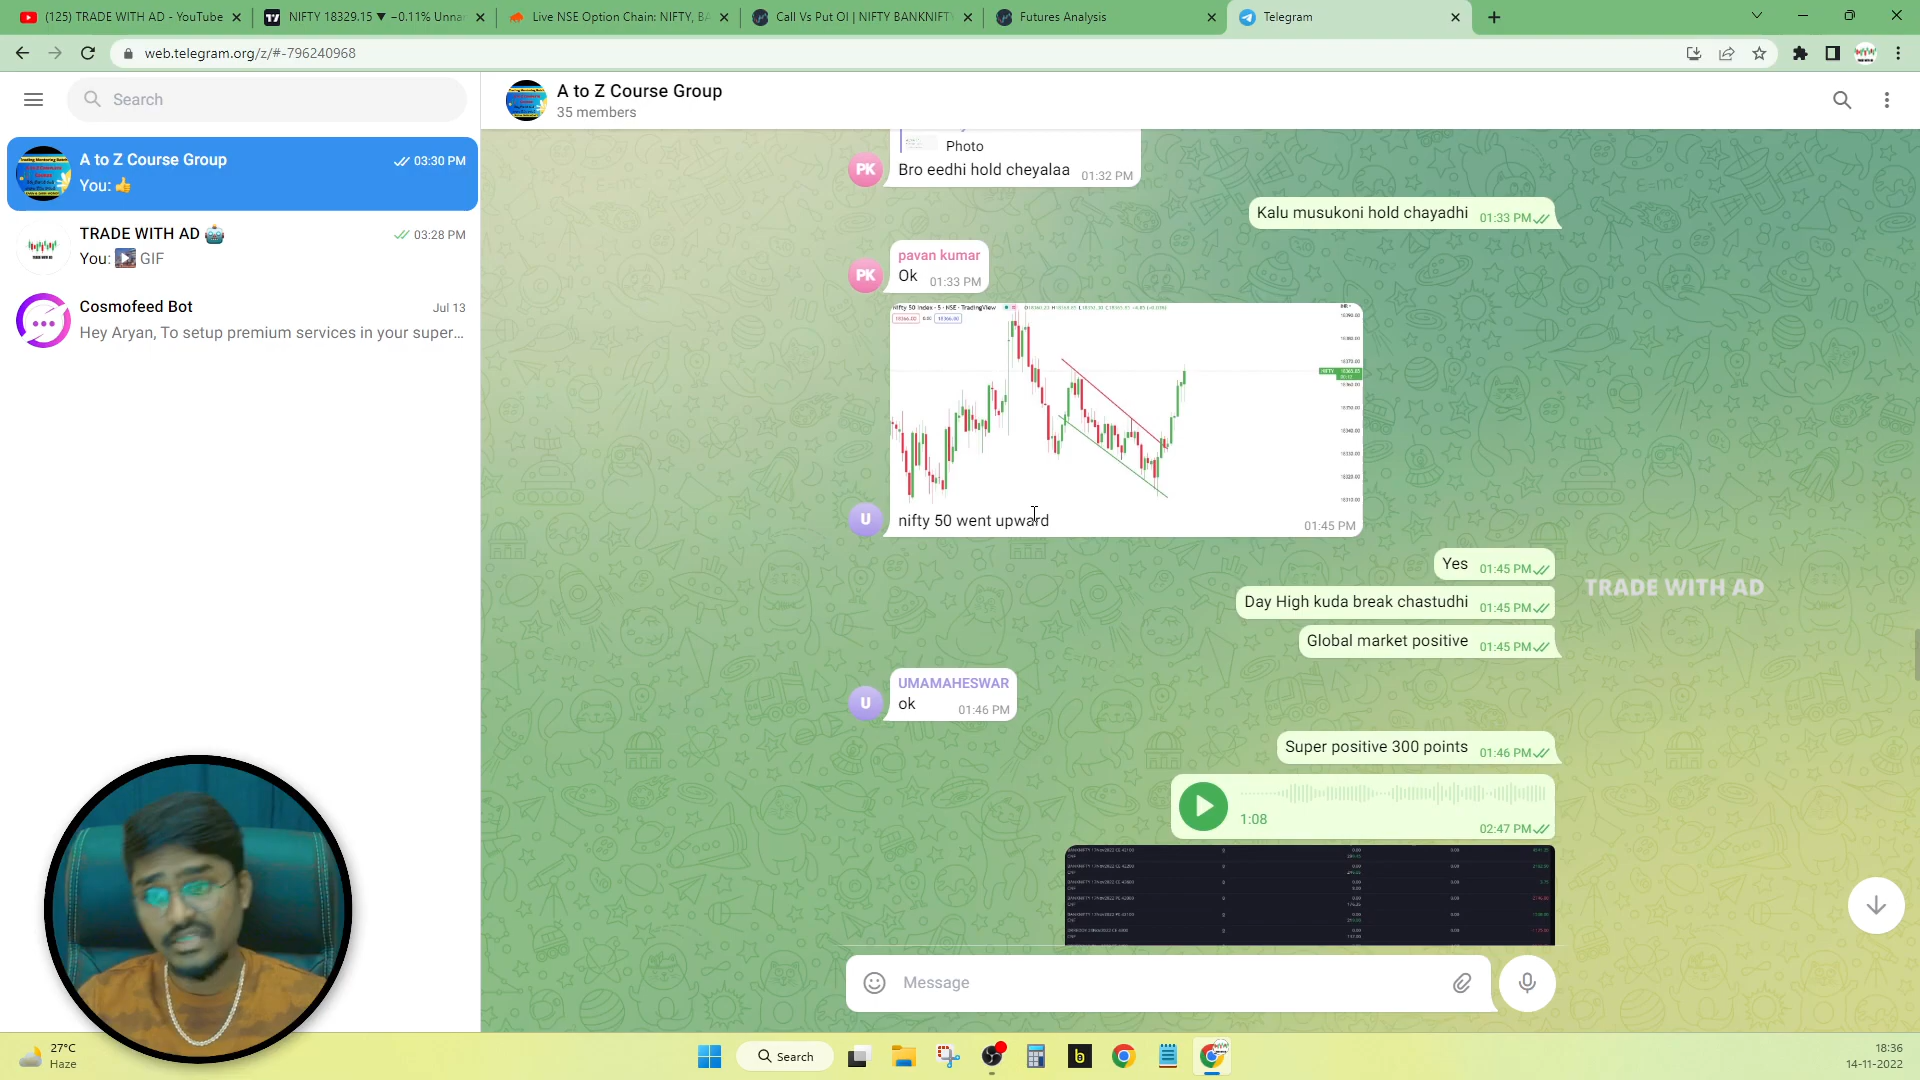 (125) TRADE WITH AD - YouTube
NIFTY 18329.15 ▼ −0.11% Unnar
Live NSE Option Chain: NIFTY, BA
Call Vs Put OI | NIFTY BANKNIFT
Futures Analysis
Telegram
web.telegram.org/z/#-796240968
Search
A to Z Course Group
35 members
A to Z Course Group
03:30 PM
You: 👍
TRADE WITH AD 🤖
03:28 PM
You: GIF
Cosmofeed Bot
Jul 13
Hey Aryan, To setup premium services in your super...
Photo
PK
Bro eedhi hold cheyalaa
01:32 PM
Kalu musukoni hold chayadhi
01:33 PM
pavan kumar
PK
Ok
01:33 PM
nifty 50 went upward
01:45 PM
U
Yes
01:45 PM
TRADE WITH AD
Day High kuda break chastudhi
01:45 PM
Global market positive
01:45 PM
UMAMAHESWAR
U
ok
01:46 PM
Super positive 300 points
01:46 PM
1:08
02:47 PM
Message
27°C
Haze
Search
18:36
14-11-2022